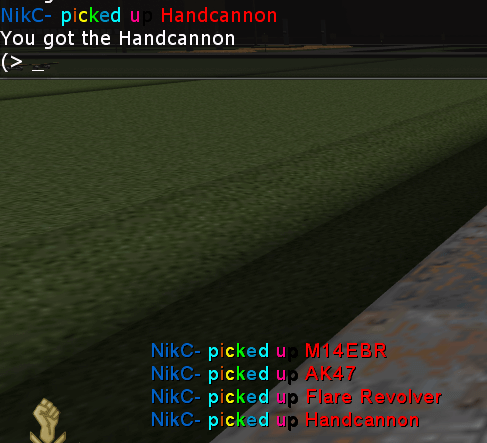 NikC- picked up Handcannon
You got the Handcannon
(> _
NikC- picked up M14EBR
NikC- picked up AK47
NikC- picked up Flare Revolver
NikC- picked up Handcannon